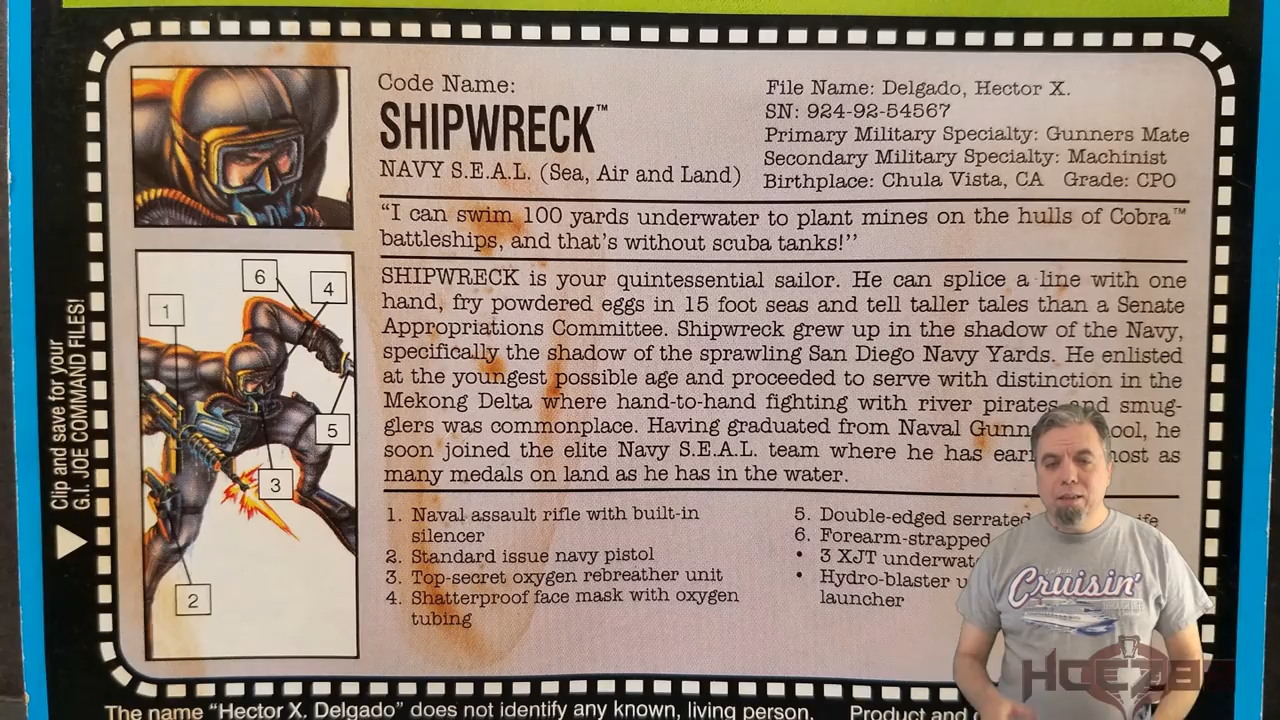 Code Name:
SHIPWRECK™
NAVY S.E.A.L. (Sea, Air and Land)
File Name: Delgado, Hector X.
SN: 924-92-54567
Primary Military Specialty: Gunners Mate
Secondary Military Specialty: Machinist
Birthplace: Chula Vista, CA Grade: CPO
“I can swim 100 yards underwater to plant mines on the hulls of Cobra™
battleships, and that’s without scuba tanks!’’
SHIPWRECK is your quintessential sailor. He can splice a line with one
hand, fry powdered eggs in 15 foot seas and tell taller tales than a Senate
Appropriations Committee. Shipwreck grew up in the shadow of the Navy,
specifically the shadow of the sprawling San Diego Navy Yards. He enlisted
at the youngest possible age and proceeded to serve with distinction in the
Mekong Delta where hand-to-hand fighting with river pirates and smug-
glers was commonplace. Having graduated from Naval he
soon joined the elite Navy S.E.A.L. team where he has as
many medals on land as he has in the water.
6
4
1
5
3
2
1. Naval assault rifle with built-in
silencer
2. Standard issue navy pistol
3. Top-secret oxygen rebreather unit
4. Shatterproof face mask with oxygen
tubing
5. Double-edged serrated
6. Forearm-strapped
• 3 XJT
• Hydro-blaster
launcher
Clip and save for your
G.I. JOE COMMAND FILES!
The name “Hector X. Delgado” does not identify any known, living person.
Product and
Cruisin'